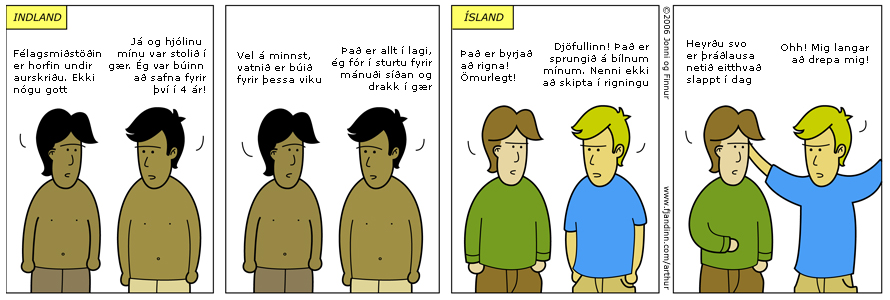 INDLAND
Félagsmiðstöðin
er horfin undir
aurskriðu. Ekki
nógu gott
Já og hjólinu
mínu var stolið í
gær. Ég var búinn
að safna fyrir
því í 4 ár!
Vel á minnst,
vatnið er búið
fyrir þessa viku
Það er allt í lagi,
ég fór í sturtu fyrir
mánuði síðan og
drakk í gær
ÍSLAND
Það er byrjað
að rigna!
Ömurlegt!
Djöfullinn! Það er
sprungið á bílnum
mínum. Nenni ekki
að skipta í rigningu
©2006 Jonni og Finnur
www.fjandinn.com/arthur
Heyrðu svo
er þráðlausa
netið eitthvað
slappt í dag
Ohh! Mig langar
að drepa mig!